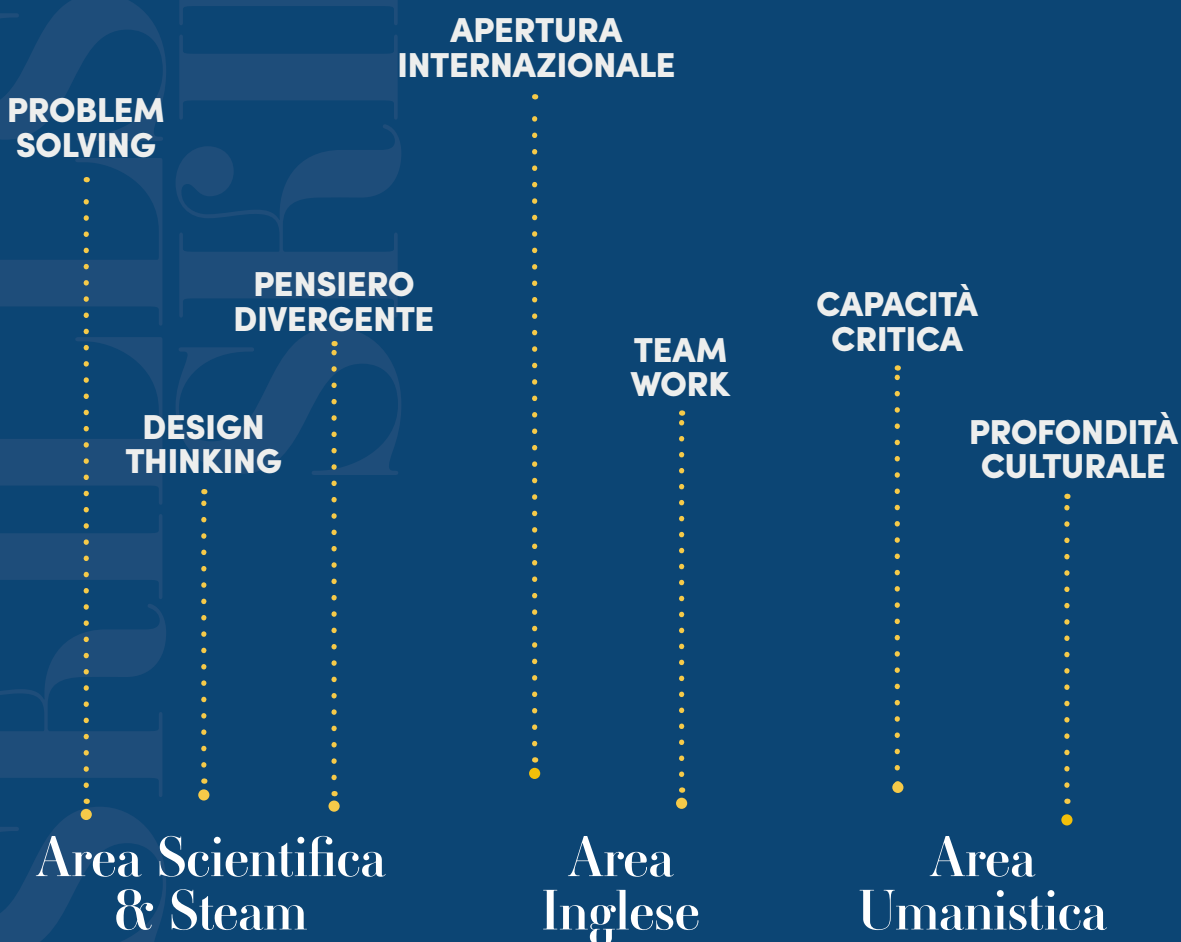 APERTURA
INTERNAZIONALE
PROBLEM
SOLVING
PENSIERO
DIVERGENTE
CAPACITÀ
CRITICA
TEAM
WORK
DESIGN
THINKING
PROFONDITÀ
CULTURALE
Area Scientifica
& Steam
Area
Inglese
Area
Umanistica